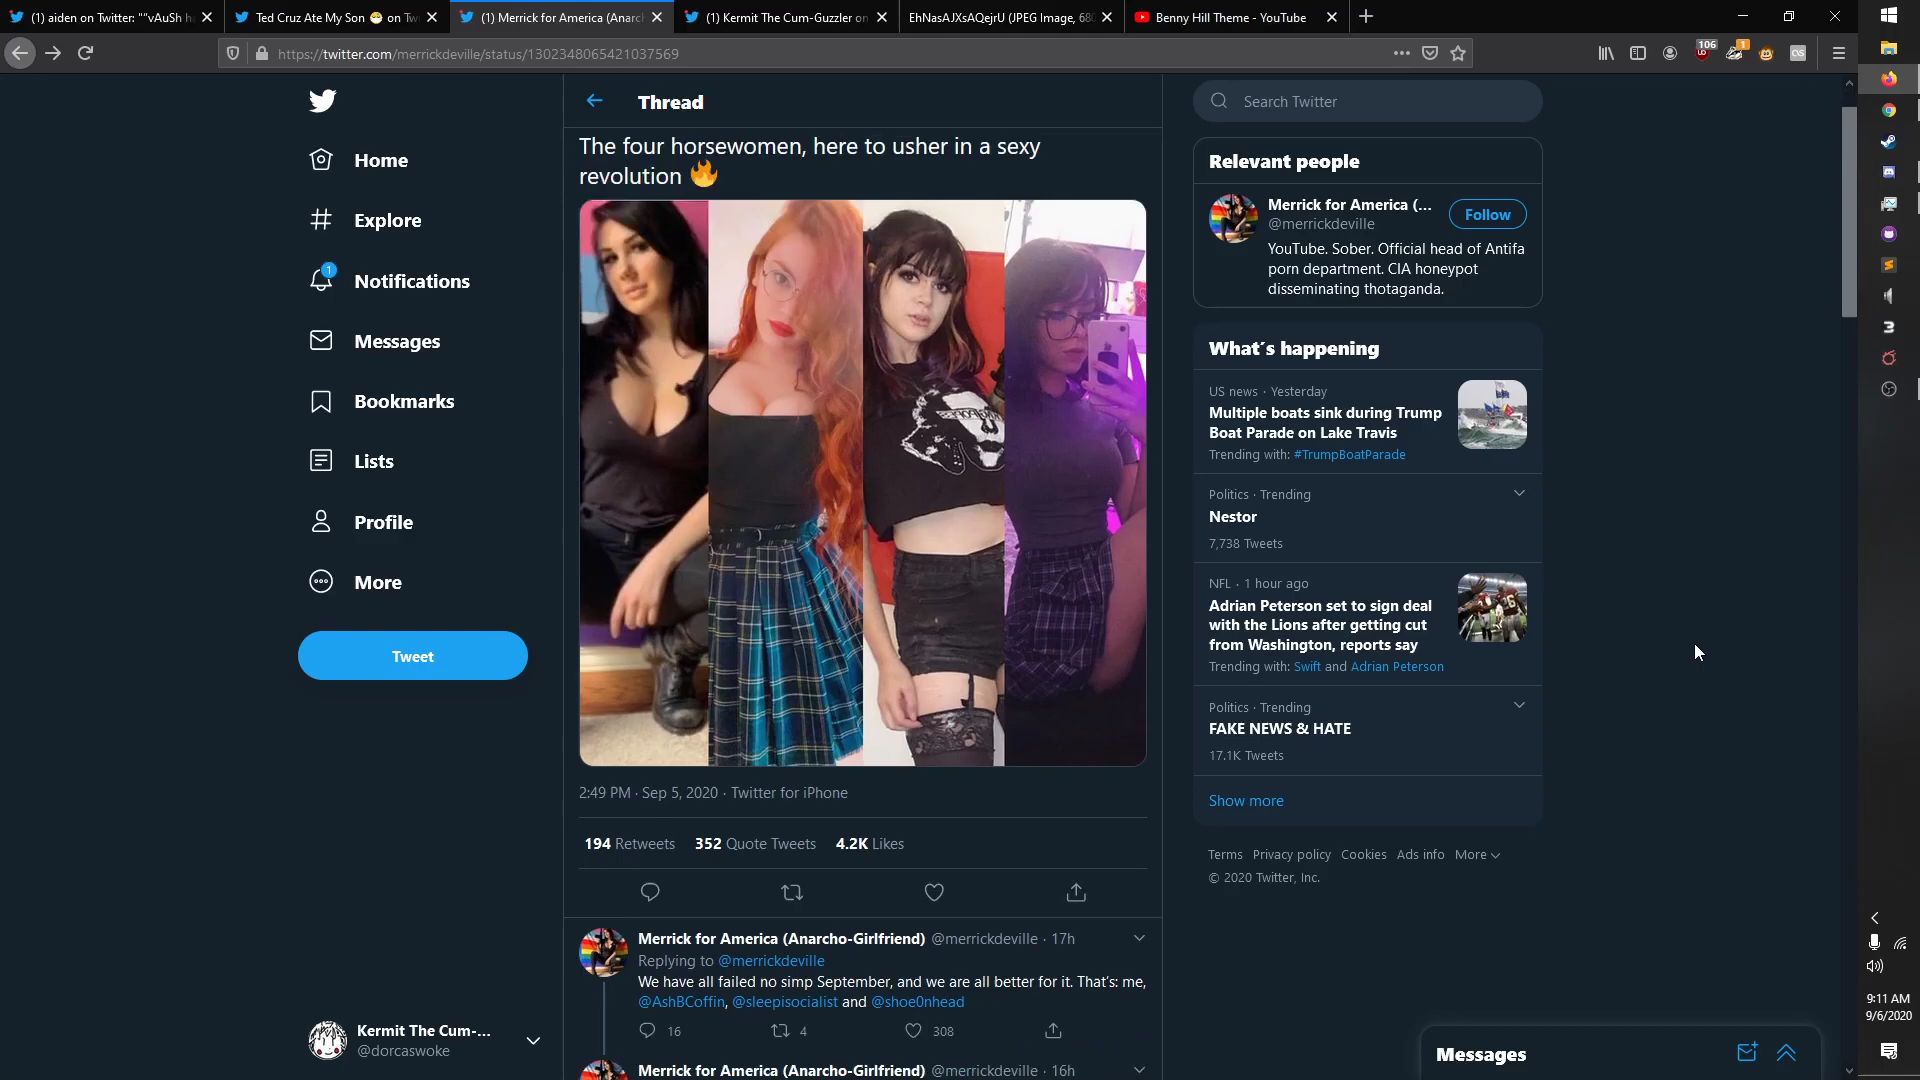 (1) aiden on Twitter: "“vAuSh h
Ted Cruz Ate My Son 😷 on Tw
(1) Merrick for America (Anarc
(1) Kermit The Cum-Guzzler on
EhNasAJXsAQejrU (JPEG Image, 68
Benny Hill Theme - YouTube
https://twitter.com/merrickdeville/status/1302348065421037569
106
1
Home
Explore
1
Notifications
Messages
Bookmarks
Lists
Profile
More
Tweet
Kermit The Cum-...
@dorcaswoke
Thread
The four horsewomen, here to usher in a sexy
revolution 🔥
2:49 PM · Sep 5, 2020 · Twitter for iPhone
194 Retweets 352 Quote Tweets 4.2K Likes
Merrick for America (Anarcho-Girlfriend) @merrickdeville · 17h
Replying to @merrickdeville
We have all failed no simp September, and we are all better for it. That's: me,
@AshBCoffin, @sleepisocialist and @shoe0nhead
16 4 308
Merrick for America (Anarcho-Girlfriend) @merrickdeville · 16h
Search Twitter
Relevant people
Merrick for America (...
@merrickdeville
Follow
YouTube. Sober. Official head of Antifa
porn department. CIA honeypot
disseminating thotaganda.
What's happening
US news · Yesterday
Multiple boats sink during Trump
Boat Parade on Lake Travis
Trending with: #TrumpBoatParade
Politics · Trending
Nestor
7,738 Tweets
NFL · 1 hour ago
Adrian Peterson set to sign deal
with the Lions after getting cut
from Washington, reports say
Trending with: Swift and Adrian Peterson
Politics · Trending
FAKE NEWS & HATE
17.1K Tweets
Show more
Terms Privacy policy Cookies Ads info More
© 2020 Twitter, Inc.
Messages
9:11 AM
9/6/2020